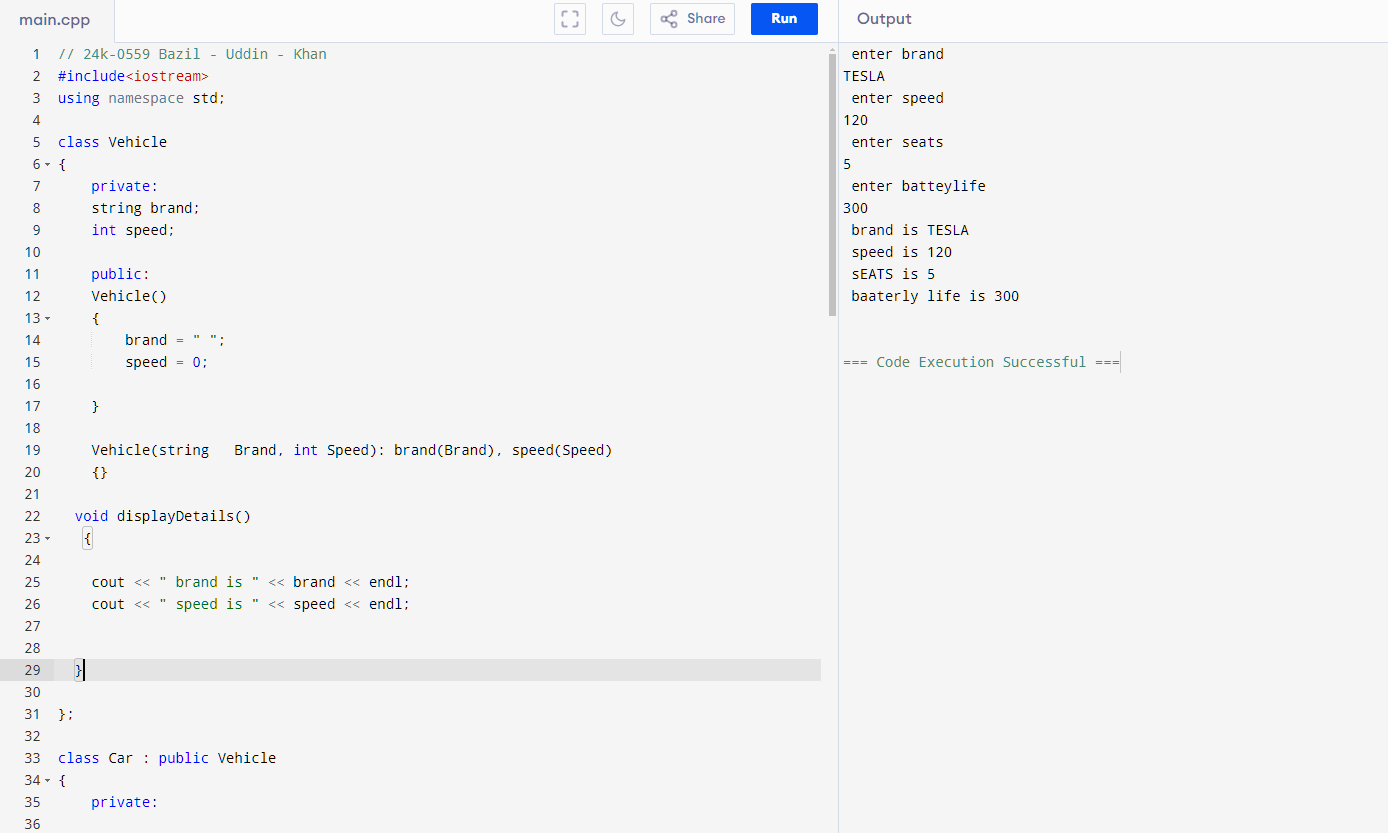 main.cpp
Share
Run
Output
1 // 24k-0559 Bazil - Uddin - Khan
2 #include<iostream>
3 using namespace std;
4
5 class Vehicle
6 {
7 private:
8 string brand;
9 int speed;
10
11 public:
12 Vehicle()
13 {
14 brand = " ";
15 speed = 0;
16
17 }
18
19 Vehicle(string   Brand, int Speed): brand(Brand), speed(Speed)
20 {}
21
22 void displayDetails()
23 {
24
25 cout << " brand is " << brand << endl;
26 cout << " speed is " << speed << endl;
27
28
29 }
30
31 };
32
33 class Car : public Vehicle
34 {
35 private:
36
enter brand
TESLA
enter speed
120
enter seats
5
enter batteylife
300
brand is TESLA
speed is 120
sEATS is 5
baaterly life is 300
=== Code Execution Successful ===